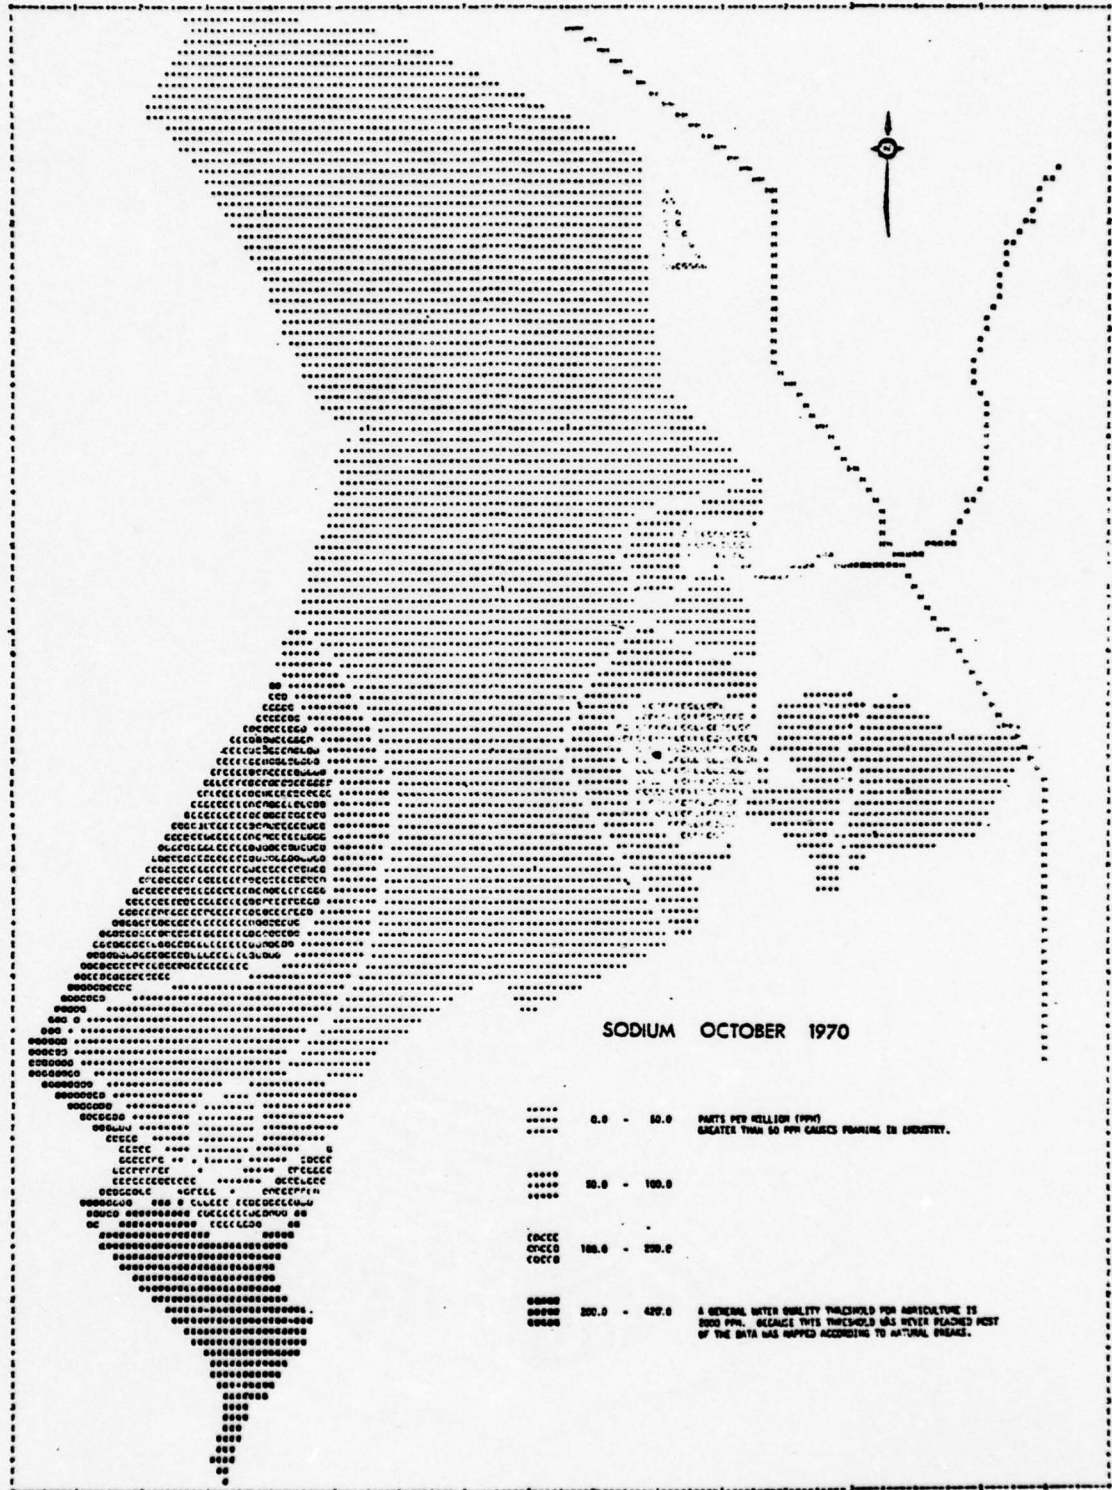 SODIUM OCTOBER 1970
0.0 - 50.0 PARTS PER MILLION (PPM)
GREATER THAN 50 PPM CAUSES FOAMING IN INDUSTRY.
50.0 - 100.0
100.0 - 200.0
200.0 - 420.0 A GENERAL WATER QUALITY THRESHOLD FOR AGRICULTURE IS
2000 PPM. BECAUSE THIS THRESHOLD WAS NEVER REACHED MOST
OF THE DATA WAS MAPPED ACCORDING TO NATURAL BREAKS.